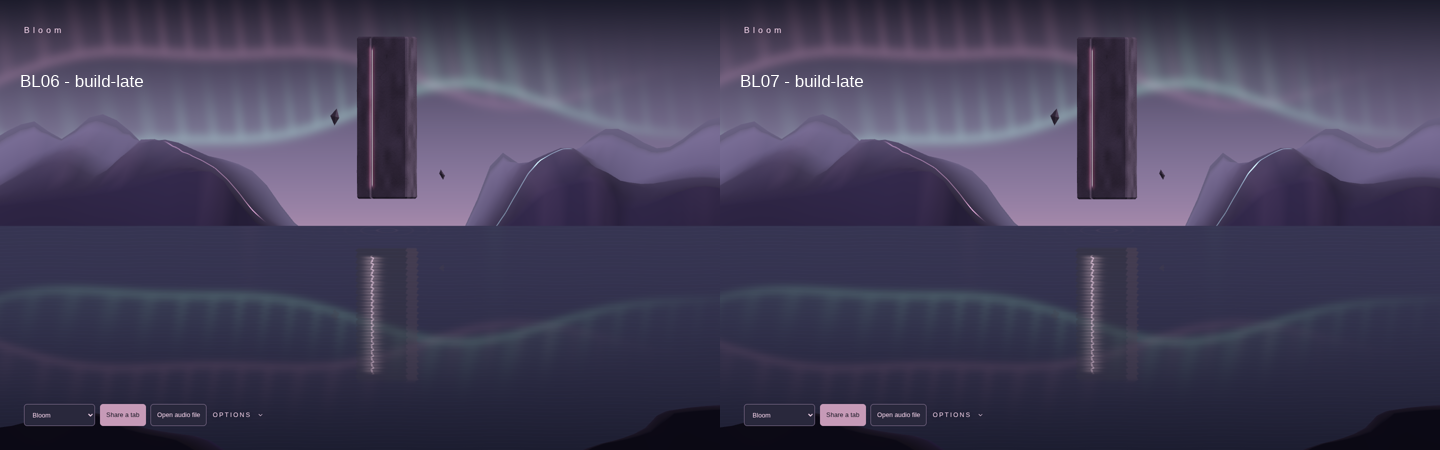 Bloom
BL06 - build-late
Bloom Share a tab Open audio file OPTIONS
Bloom
BL07 - build-late
Bloom Share a tab Open audio file OPTIONS